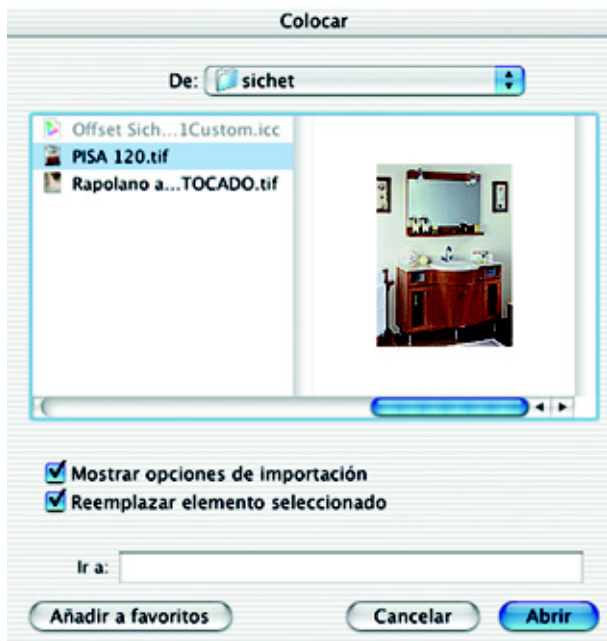 Colocar
De: sichet
Offset Sich...1Custom.icc
PISA 120.tif
Rapolano a...TOCADO.tif
Mostrar opciones de importación
Reemplazar elemento seleccionado
Ir a:
Añadir a favoritos Cancelar Abrir